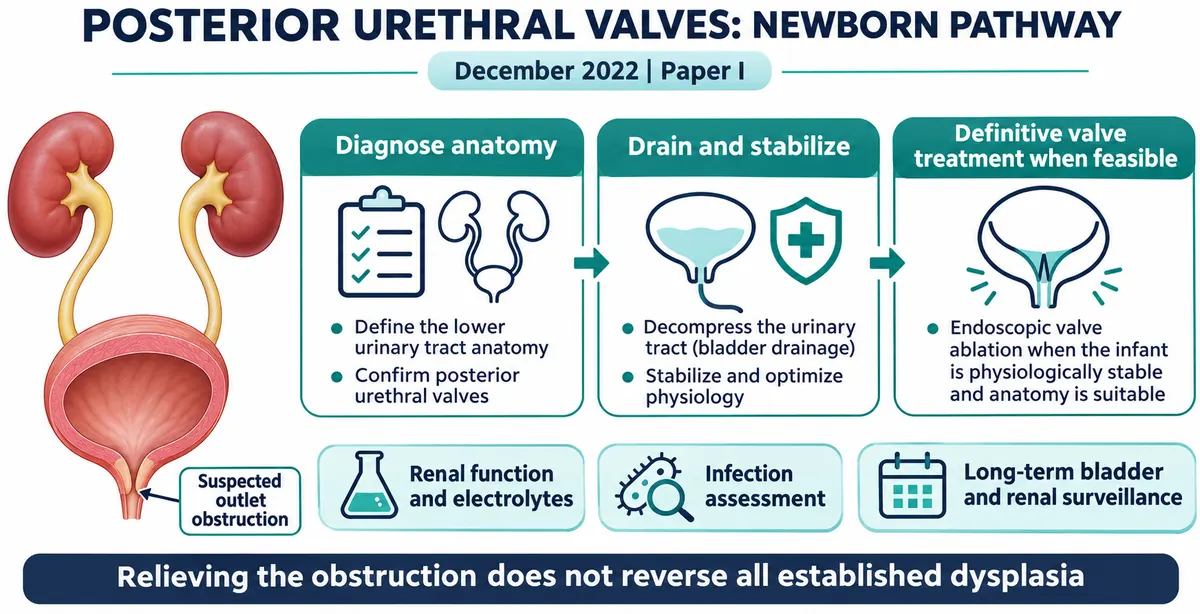 POSTERIOR URETHRAL VALVES: NEWBORN PATHWAY
December 2022 | Paper I
Suspected
outlet
obstruction
Diagnose anatomy
● Define the lower
urinary tract anatomy
● Confirm posterior
urethral valves
Drain and stabilize
● Decompress the urinary
tract (bladder drainage)
● Stabilize and optimize
physiology
Definitive valve
treatment when feasible
● Endoscopic valve
ablation when the infant
is physiologically stable
and anatomy is suitable
Renal function
and electrolytes
Infection
assessment
Long-term bladder
and renal surveillance
Relieving the obstruction does not reverse all established dysplasia